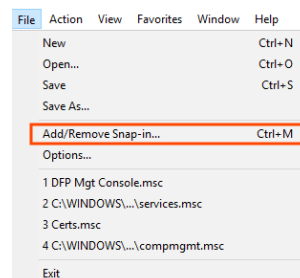 File Action View Favorites Window Help
New Ctrl+N
Open... Ctrl+O
Save Ctrl+S
Save As...
Add/Remove Snap-in... Ctrl+M
Options...
1 DFP Mgt Console.msc
2 C:\WINDOWS\...\services.msc
3 Certs.msc
4 C:\WINDOWS\...\compmgmt.msc
Exit